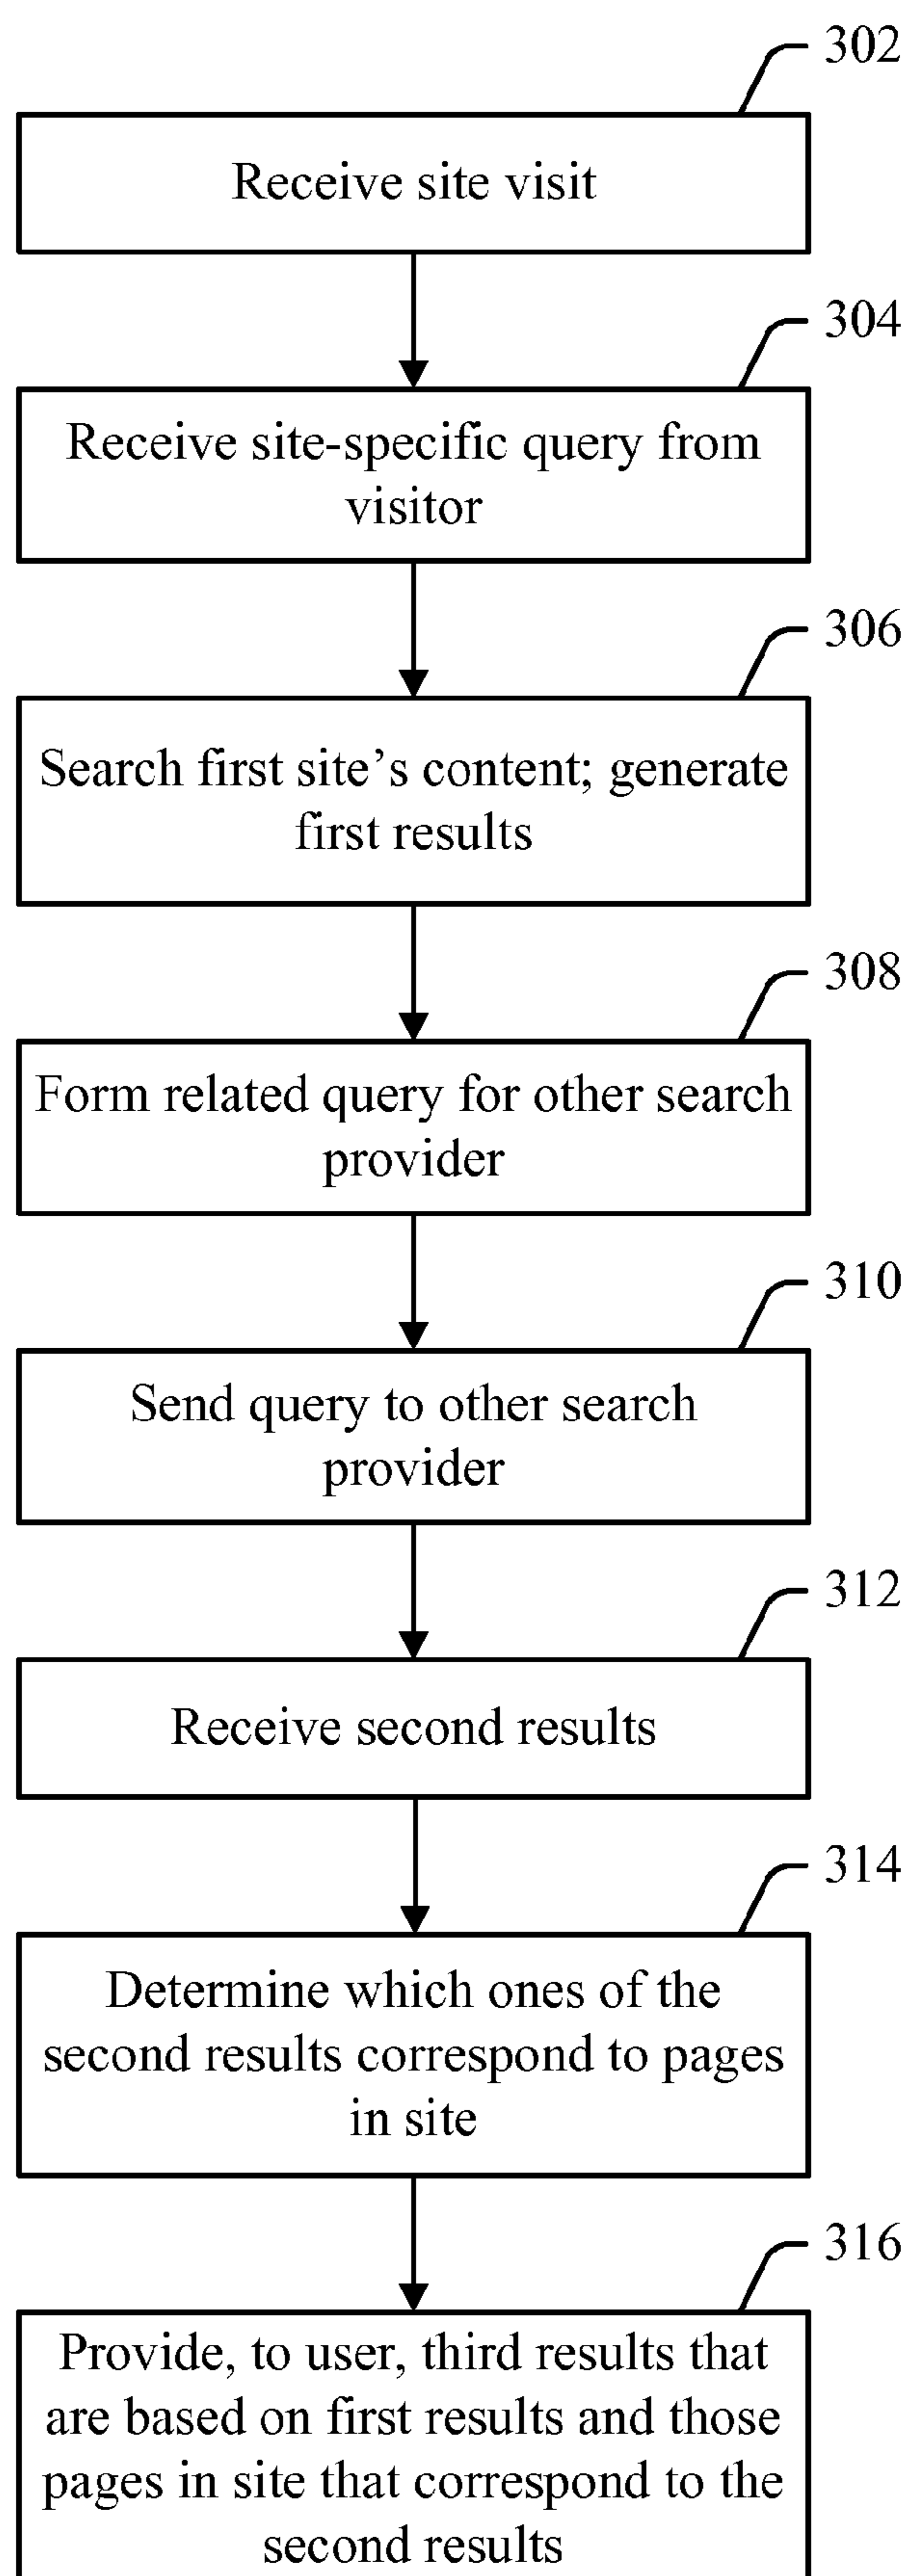 302
Receive site visit
304
Receive site-specific query from
visitor
306
Search first site’s content; generate
first results
308
Form related query for other search
provider
310
Send query to other search
provider
312
Receive second results
314
Determine which ones of the
second results correspond to pages
in site
316
Provide, to user, third results that
are based on first results and those
pages in site that correspond to the
second results